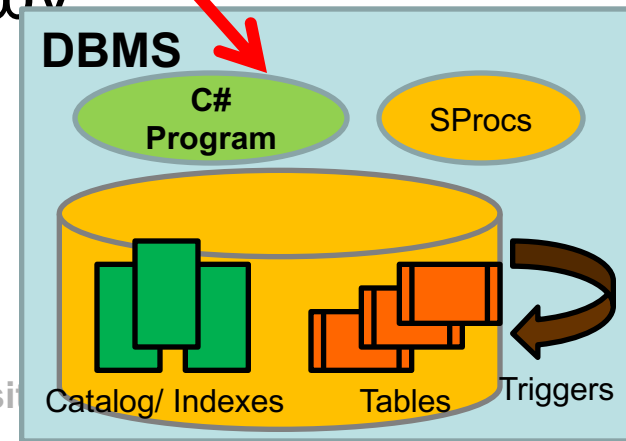 DBMS
C#
Program
SProcs
Catalog/ Indexes
Tables
Triggers